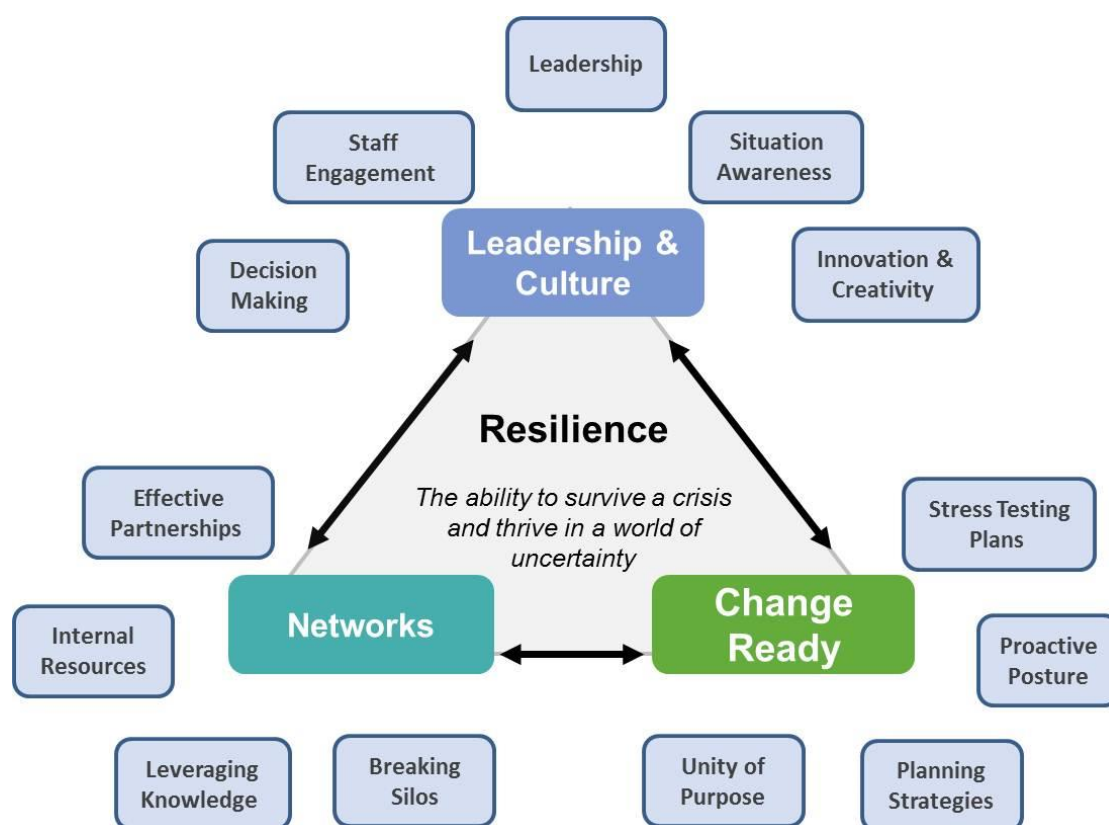 Leadership
Staff
Engagement
Situation
Awareness
Leadership &
Culture
Decision
Making
Innovation &
Creativity
Resilience
The ability to survive a crisis
and thrive in a world of
uncertainty
Effective
Partnerships
Stress Testing
Plans
Networks
Change
Ready
Internal
Resources
Proactive
Posture
Leveraging
Knowledge
Breaking
Silos
Unity of
Purpose
Planning
Strategies